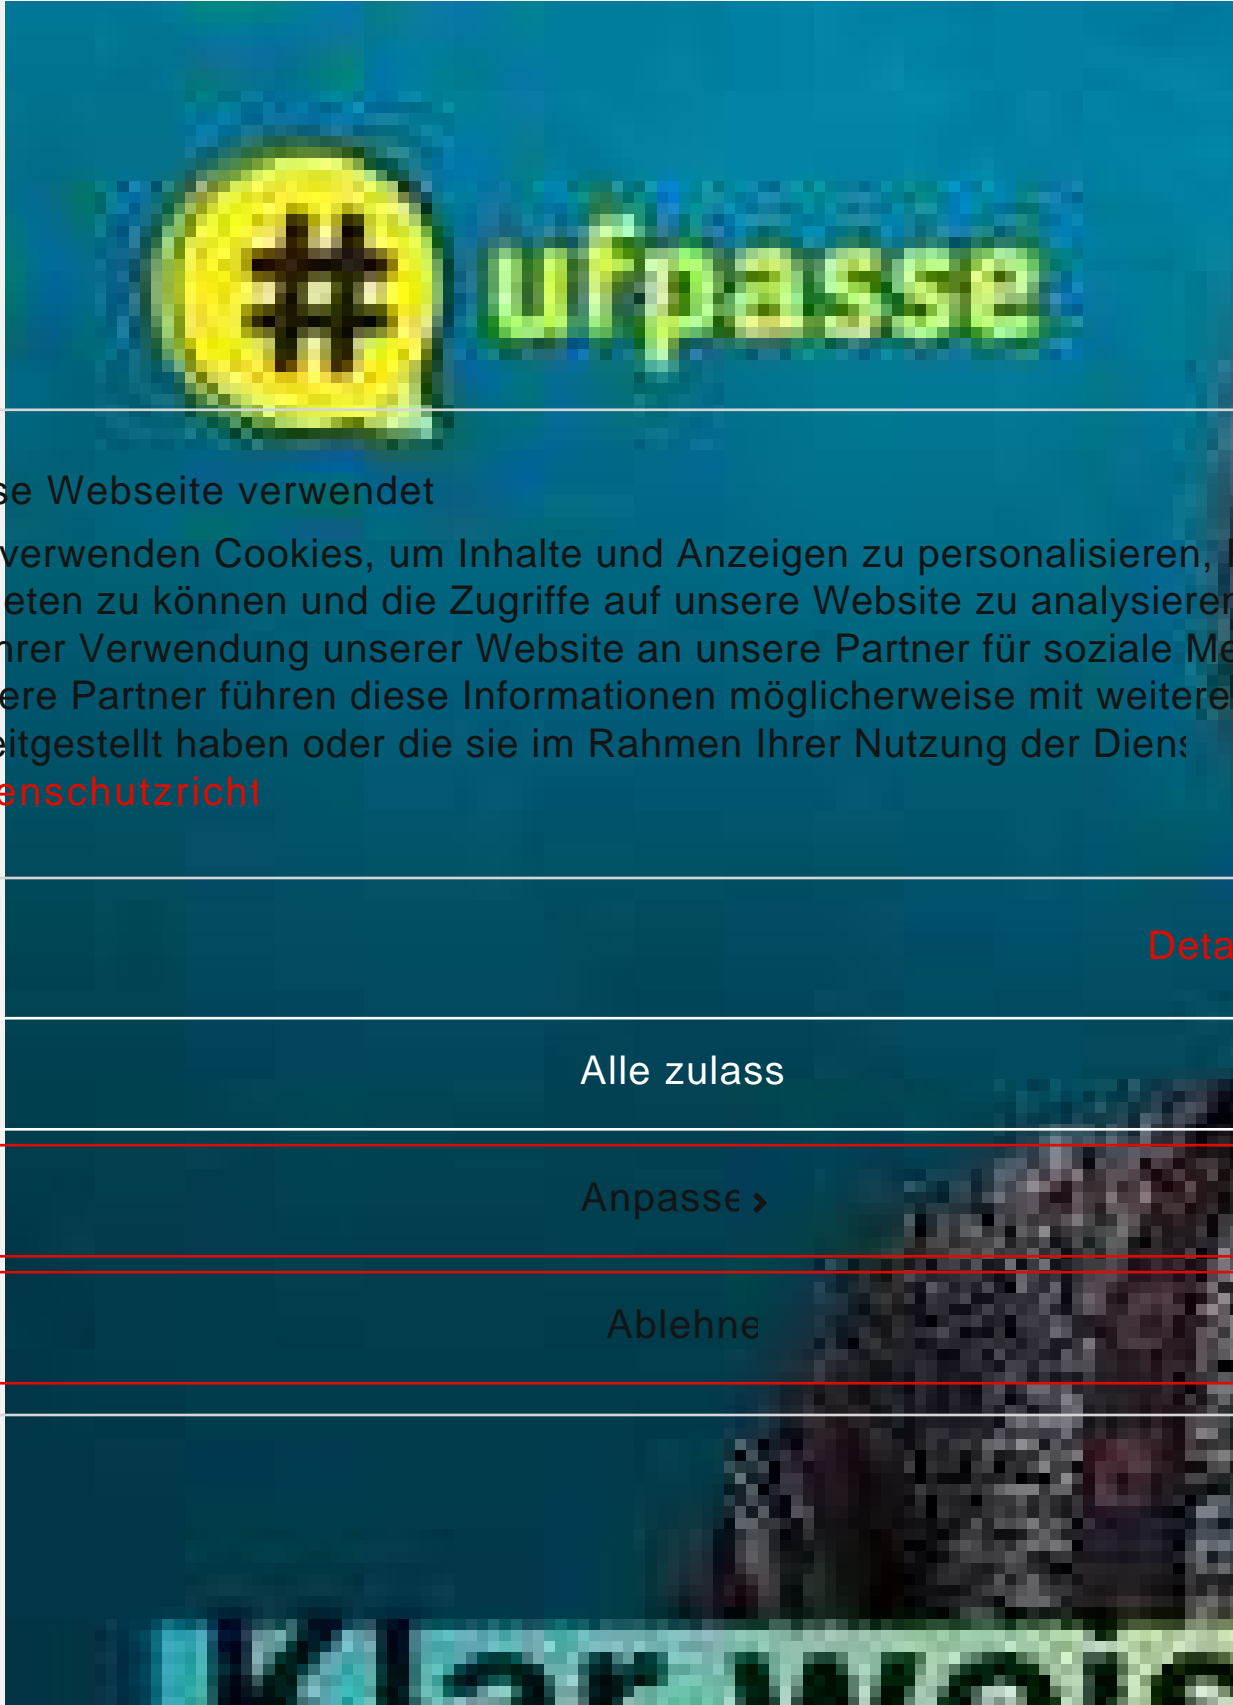 # ufpasse
se Webseite verwendet
verwenden Cookies, um Inhalte und Anzeigen zu personalisieren,
eten zu können und die Zugriffe auf unsere Website zu analysieren
hrer Verwendung unserer Website an unsere Partner für soziale Me
ere Partner führen diese Informationen möglicherweise mit weitere
eitgestellt haben oder die sie im Rahmen Ihrer Nutzung der Diens
enschutzricht
Deta
Alle zulass
Anpasse
Ablehne
Klar